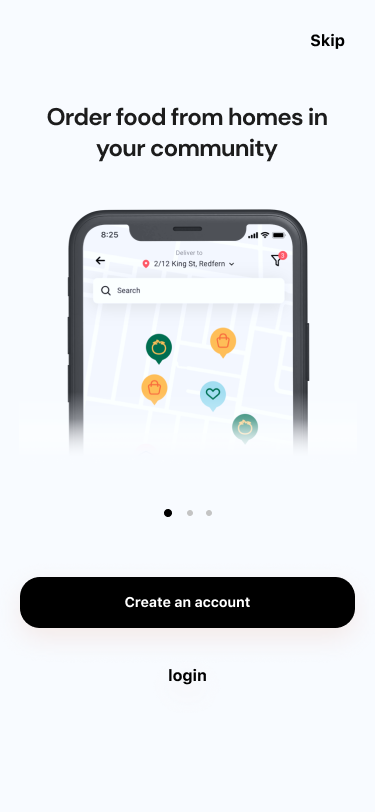 Skip
Order food from homes in
your community
8:25
Deliver to
2/12 King St, Redfern
Search
Create an account
login